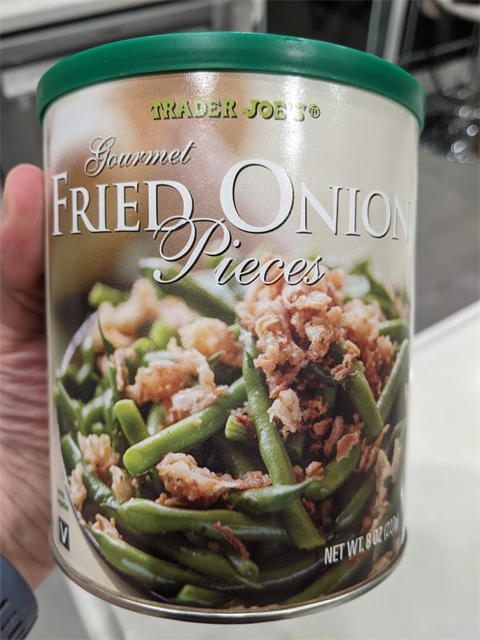 TRADER JOE'S®
Gourmet
FRIED ONION
Pieces
V
NET WT. 8 OZ (227g)